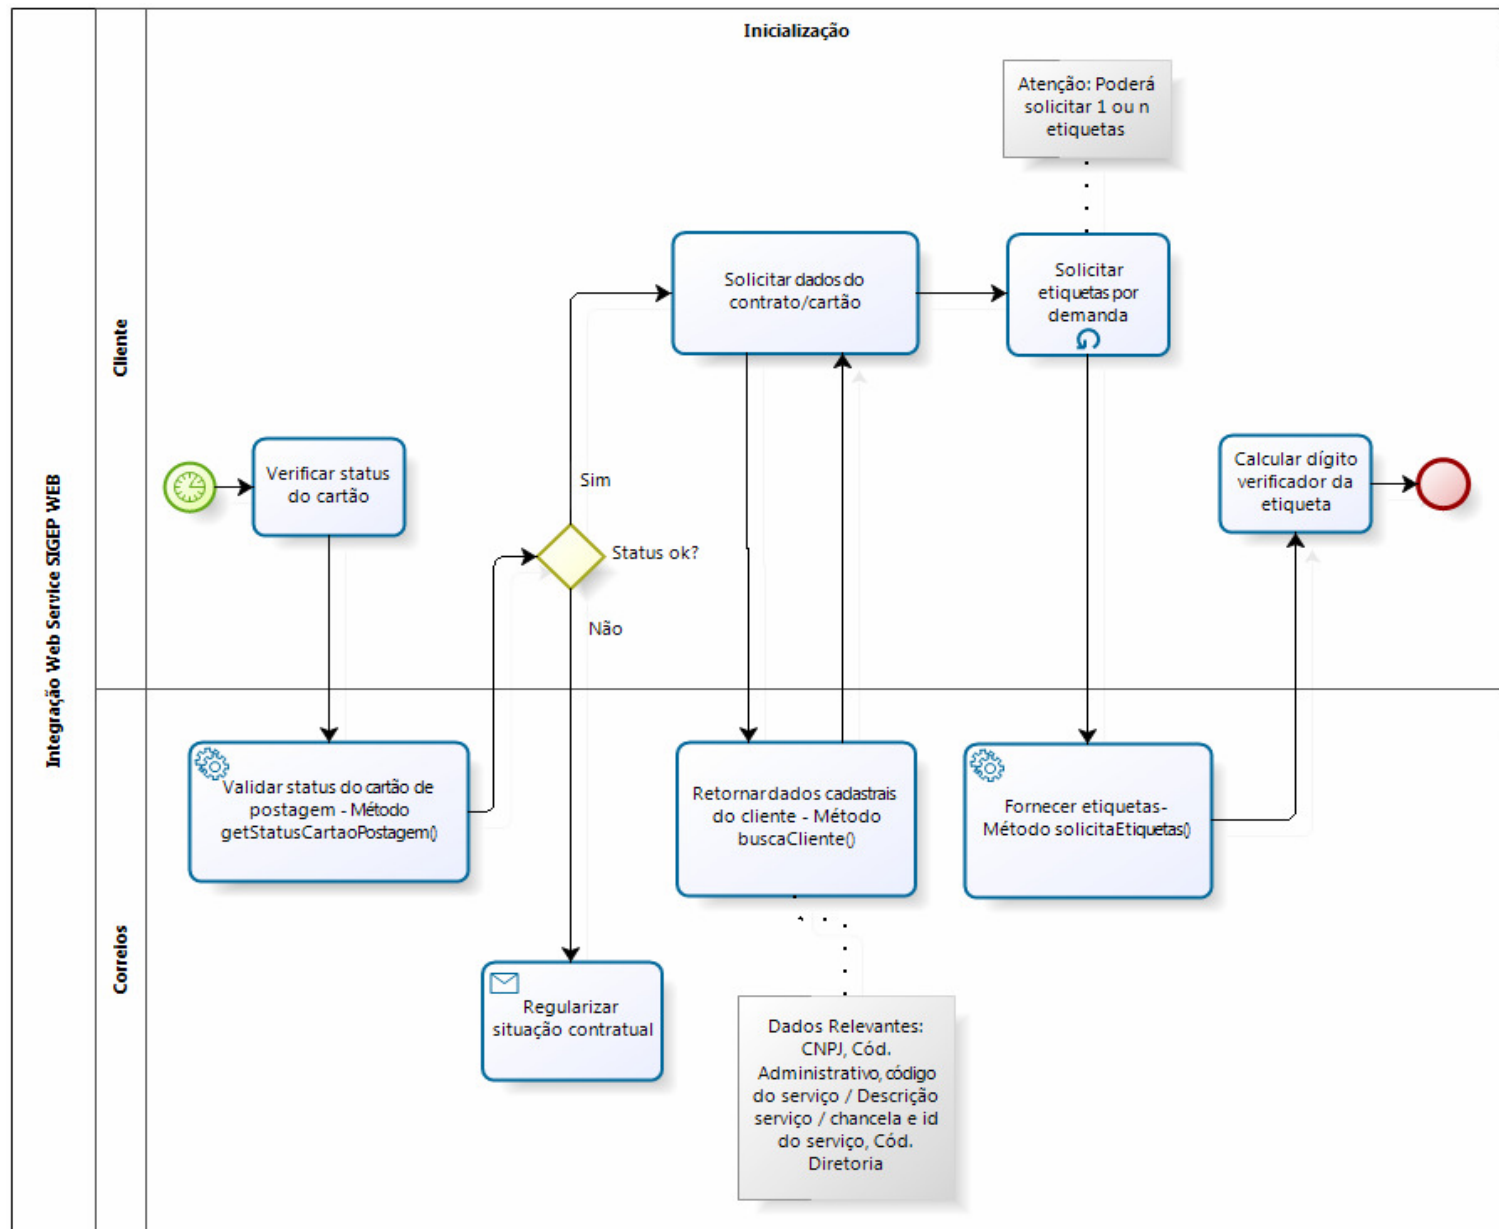 Inicialização
Integração Web Service SIGEP WEB
Cliente
Atenção: Poderá
solicitar 1 ou n
etiquetas
Solicitar dados do
contrato/cartão
Solicitar
etiquetas por
demanda
Verificar status
do cartão
Sim
Status ok?
Não
Calcular dígito
verificador da
etiqueta
Correios
Validar status do cartão de
postagem - Método
getStatusCartaoPostagem()
Retornar dados cadastrais
do cliente - Método
buscaCliente()
Fornecer etiquetas-
Método solicitaEtiquetas()
Regularizar
situação contratual
Dados Relevantes:
CNPJ, Cód.
Administrativo, código
do serviço / Descrição
serviço / chancela e id
do serviço, Cód.
Diretoria